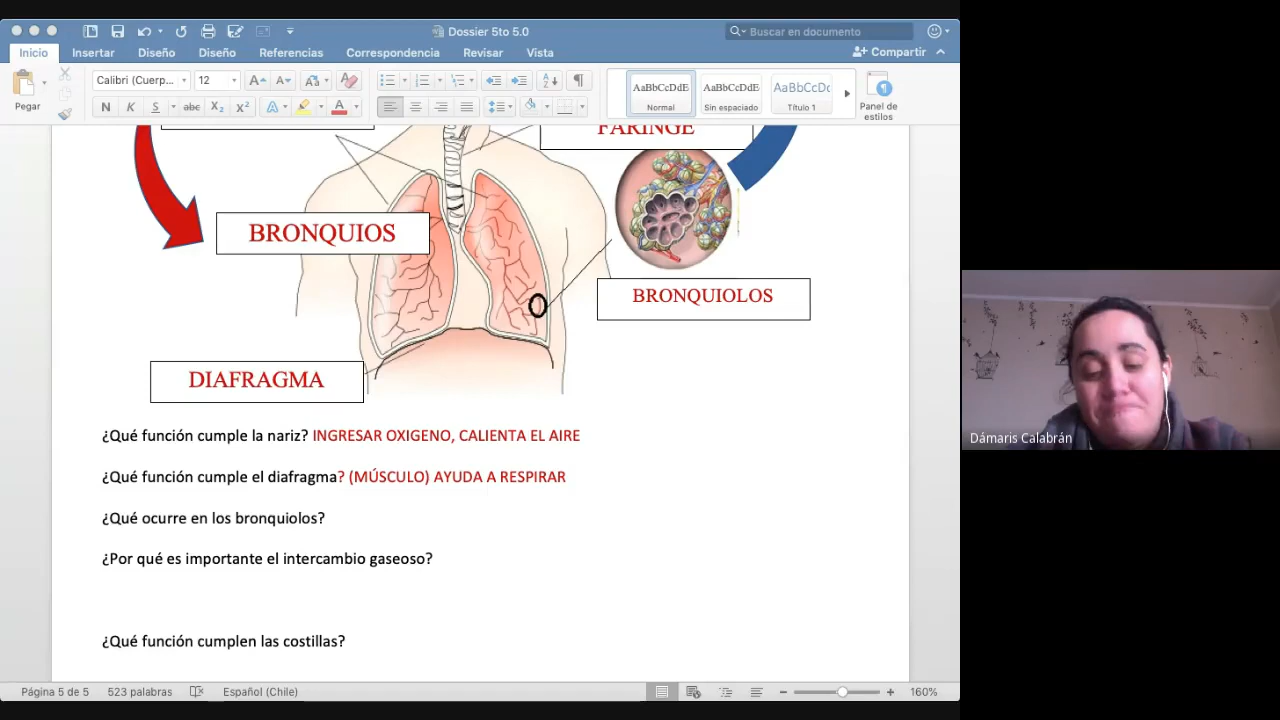 Dossier 5to 5.0
Buscar en documento
Inicio Insertar Diseño Diseño Referencias Correspondencia Revisar Vista Compartir
Pegar
Calibri (Cuerp... 12
N K S abc X₂ X² A A
AaBbCcDdE AaBbCcDdE AaBbCcDc
Normal Sin espaciado Título 1
Panel de
estilos
FARINGE
BRONQUIOS
BRONQUIOLOS
DIAFRAGMA
¿Qué función cumple la nariz? INGRESAR OXIGENO, CALIENTA EL AIRE
¿Qué función cumple el diafragma? (MÚSCULO) AYUDA A RESPIRAR
¿Qué ocurre en los bronquiolos?
¿Por qué es importante el intercambio gaseoso?
¿Qué función cumplen las costillas?
Página 5 de 5 523 palabras Español (Chile) 160%
Dámaris Calabrán